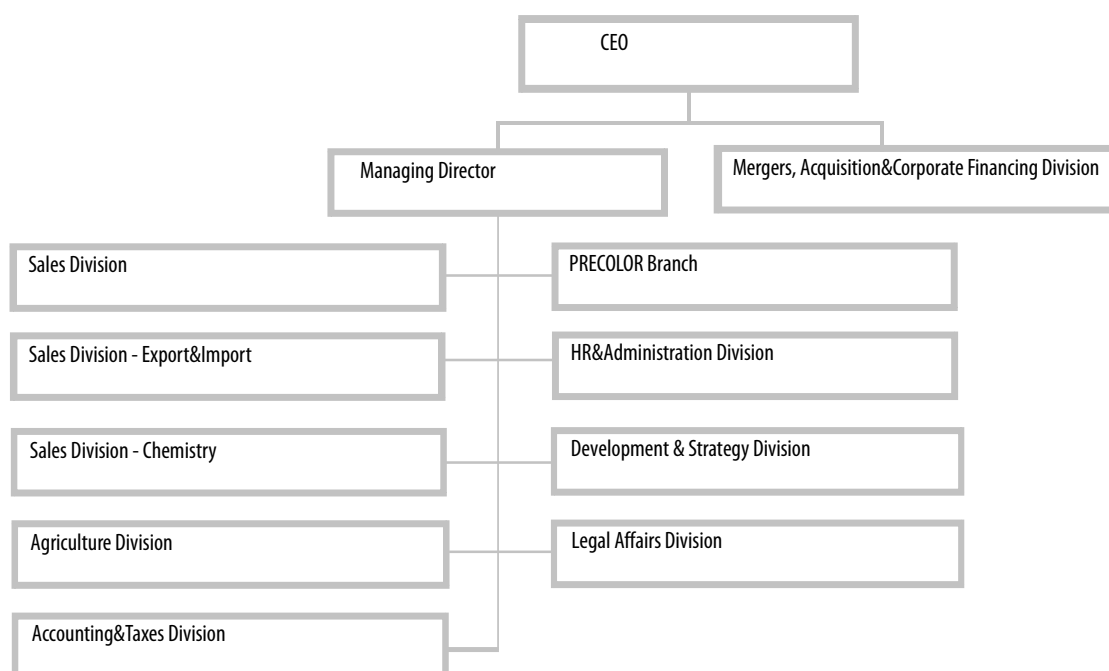 CEO
Managing Director
Mergers, Acquisition&Corporate Financing Division
Sales Division
PRECOLOR Branch
Sales Division - Export&Import
HR&Administration Division
Sales Division - Chemistry
Development & Strategy Division
Agriculture Division
Legal Affairs Division
Accounting&Taxes Division